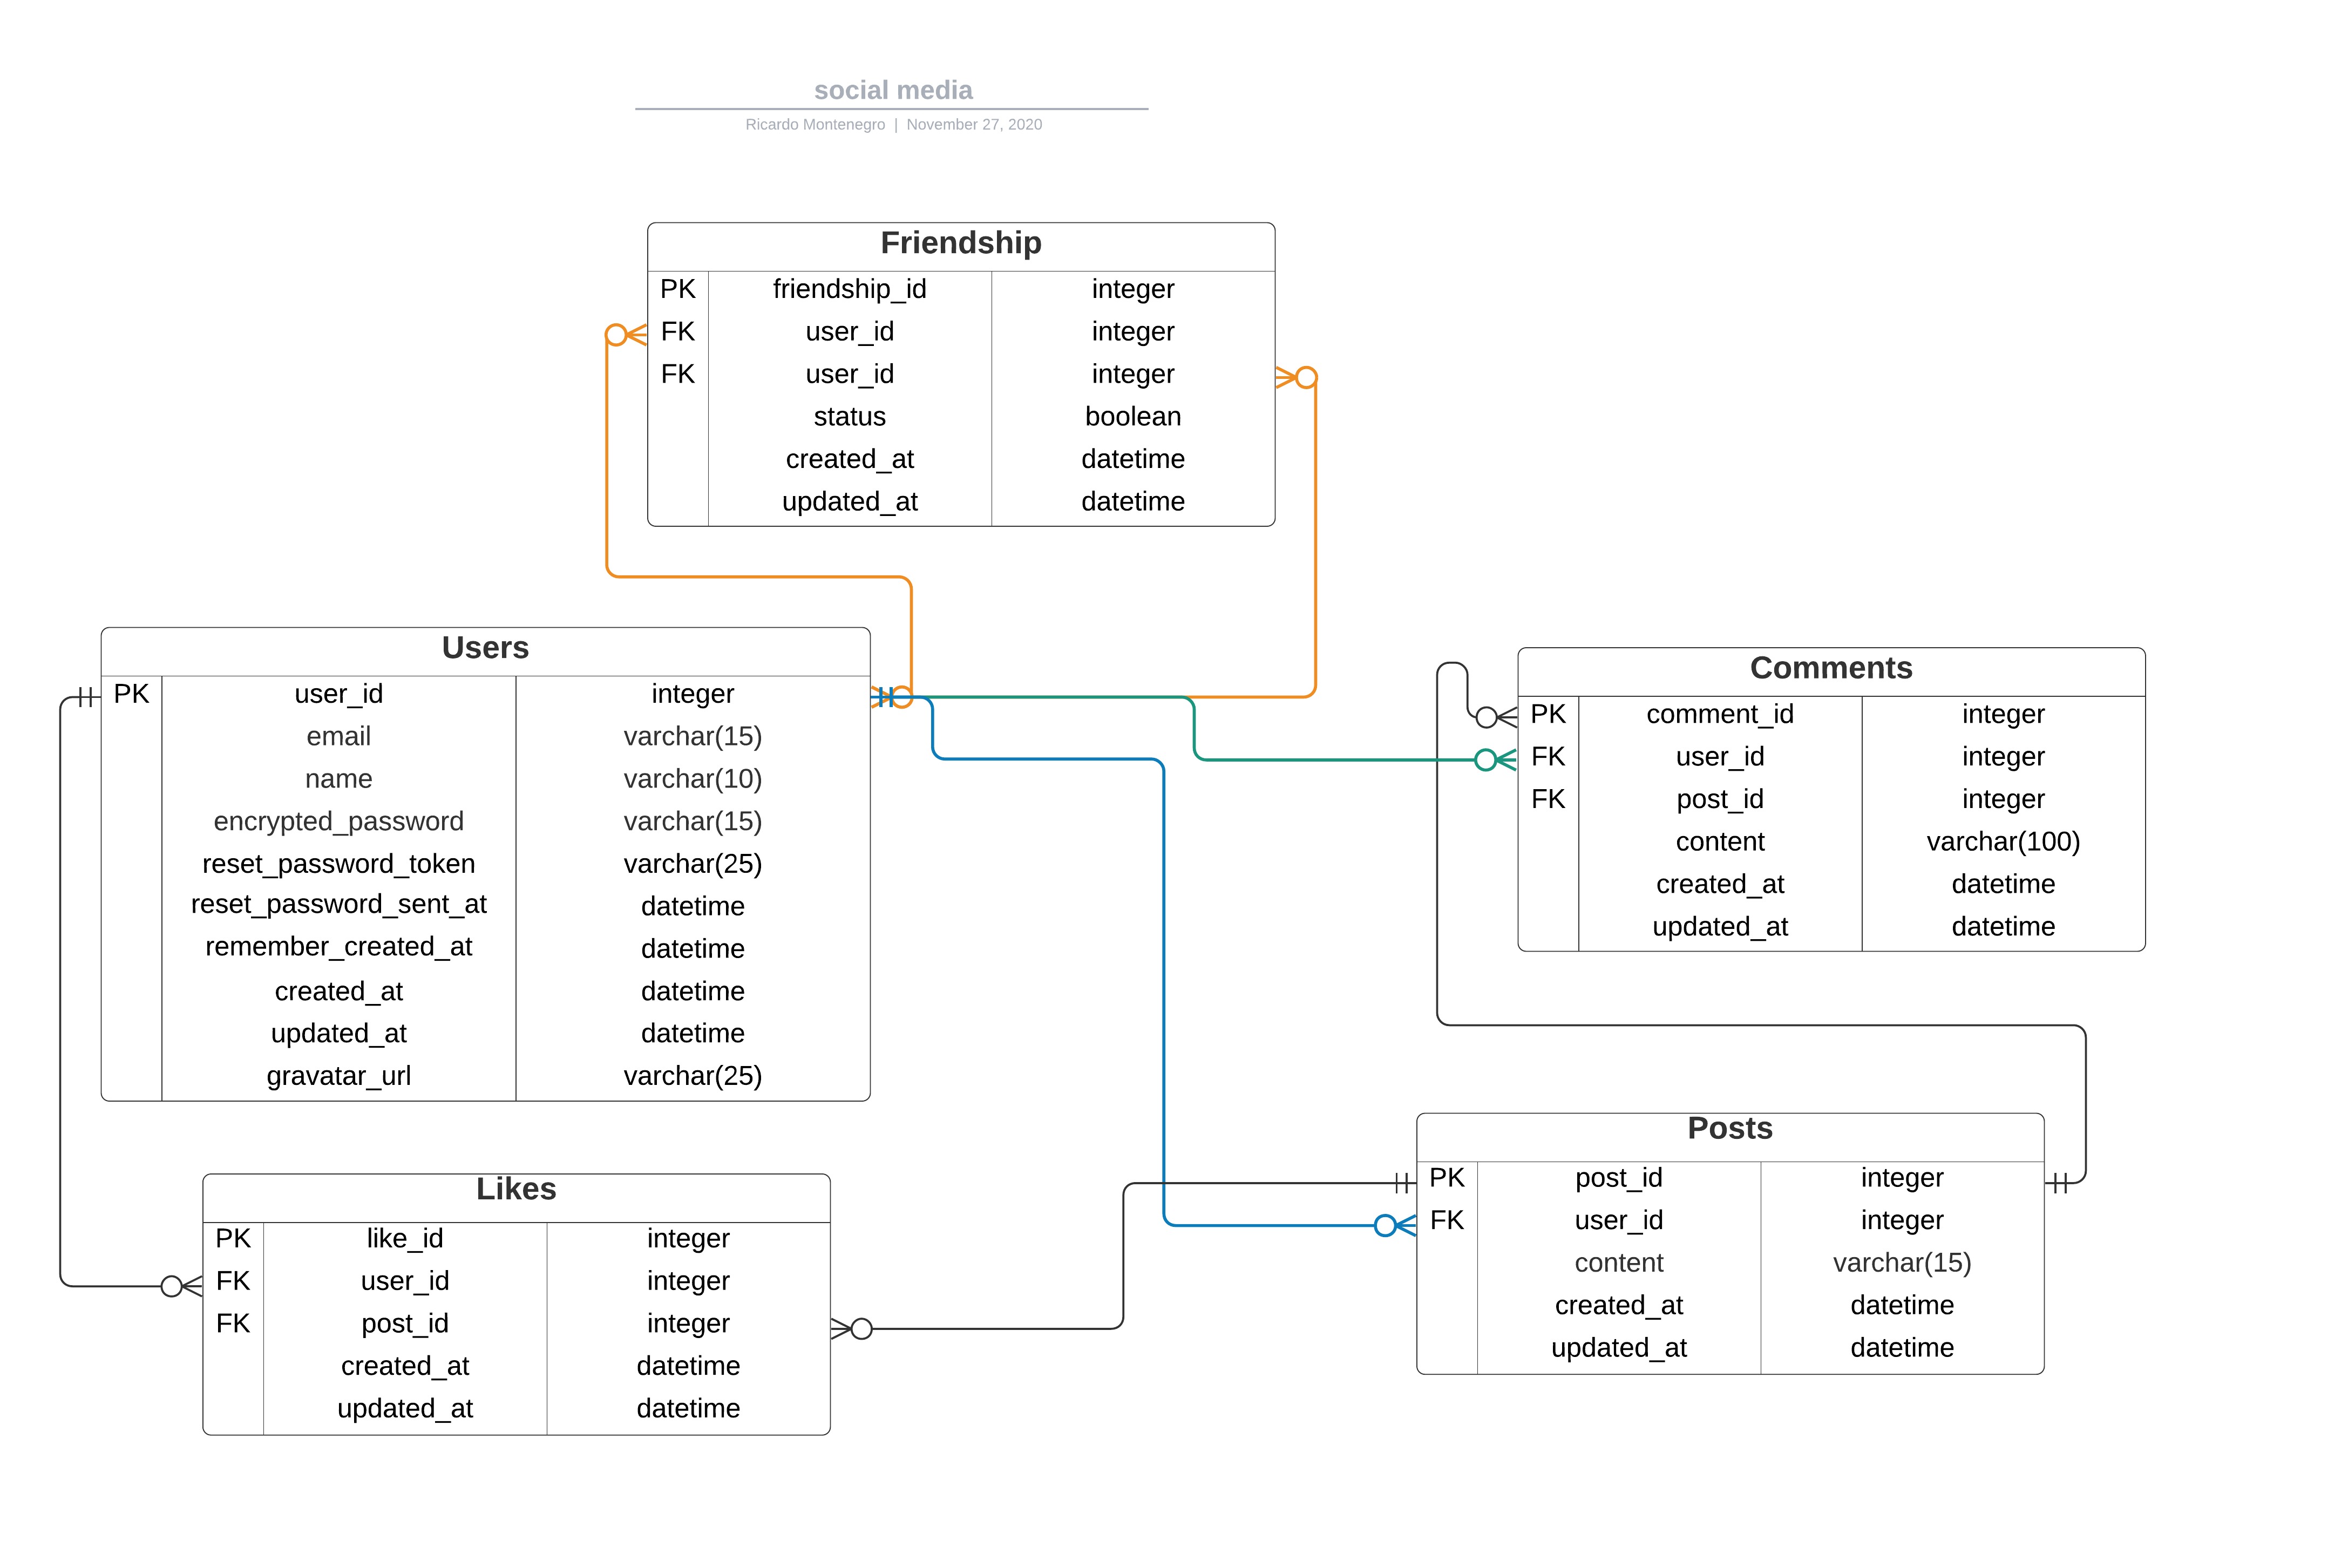 social media
Ricardo Montenegro | November 27, 2020
Friendship
PK friendship_id integer
FK user_id integer
FK user_id integer
status boolean
created_at datetime
updated_at datetime
Users
PK user_id integer
email varchar(15)
name varchar(10)
encrypted_password varchar(15)
reset_password_token varchar(25)
reset_password_sent_at datetime
remember_created_at datetime
created_at datetime
updated_at datetime
gravatar_url varchar(25)
Comments
PK comment_id integer
FK user_id integer
FK post_id integer
content varchar(100)
created_at datetime
updated_at datetime
Likes
PK like_id integer
FK user_id integer
FK post_id integer
created_at datetime
updated_at datetime
Posts
PK post_id integer
FK user_id integer
content varchar(15)
created_at datetime
updated_at datetime